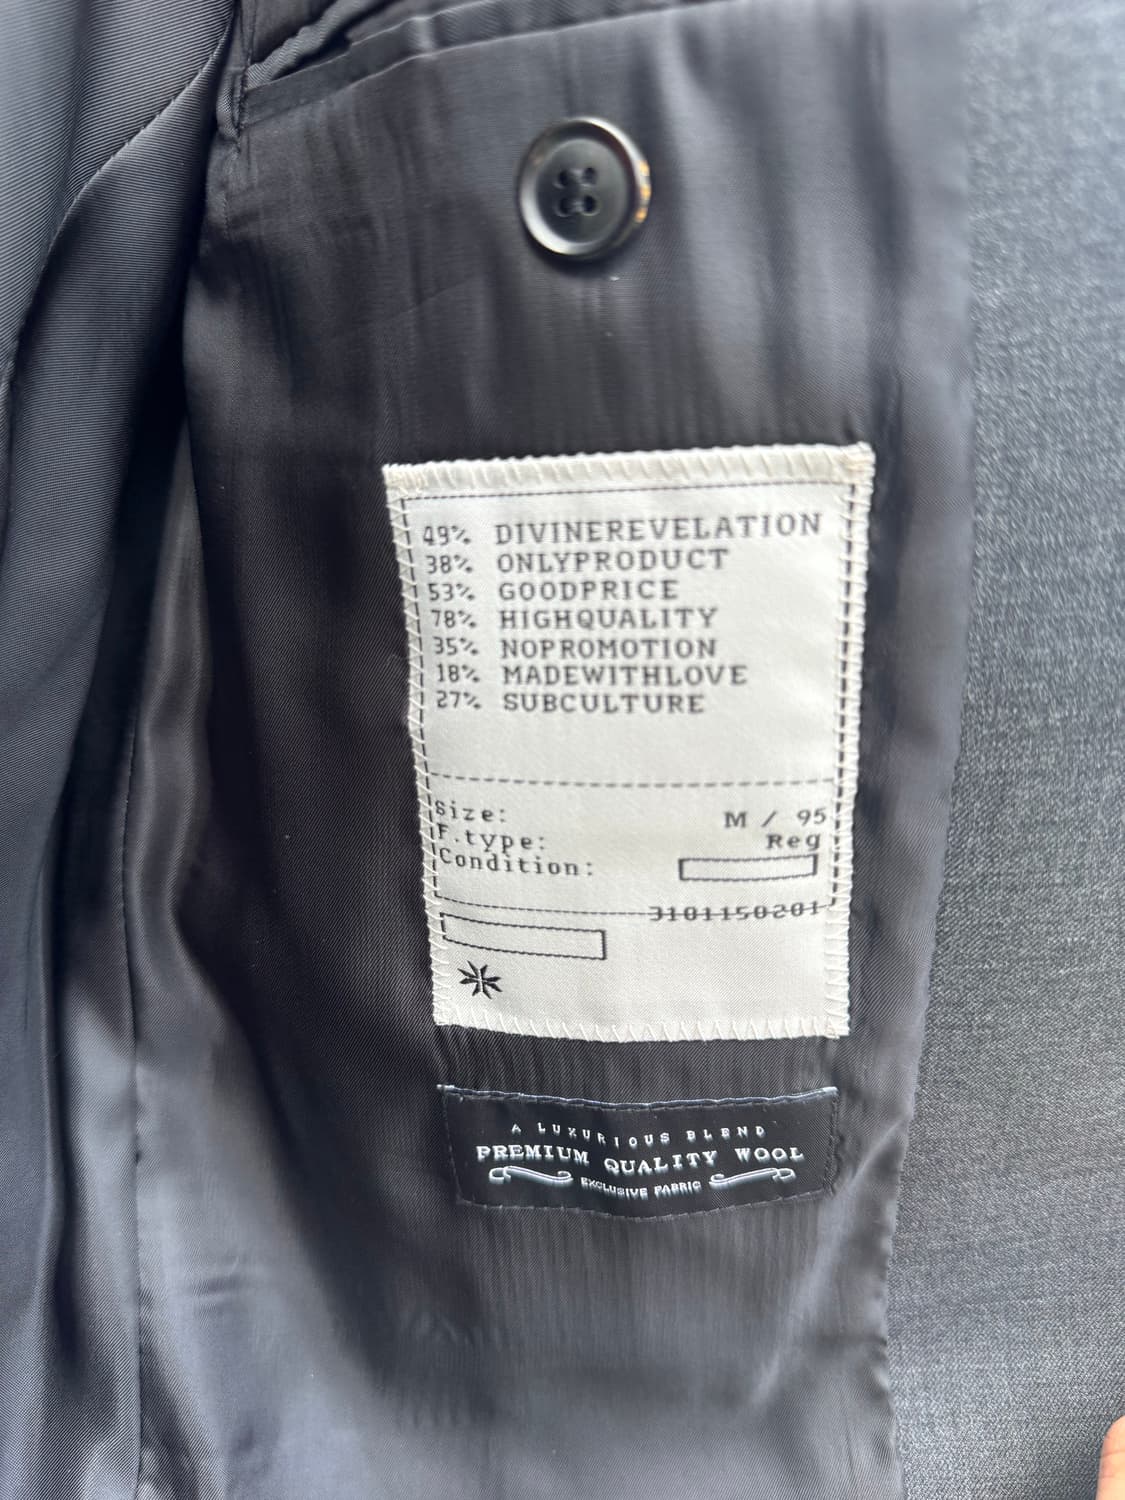 49% DIVINEREVELATION
38% ONLYPRODUCT
53% GOODPRICE
78% HIGHQUALITY
35% NOPROMOTION
18% MADEWITHLOVE
27% SUBCULTURE
Size: M / 95
F.type: Reg
Condition:
3101150201
A LUXURIOUS BLEND
PREMIUM QUALITY WOOL
EXCLUSIVE FABRIC